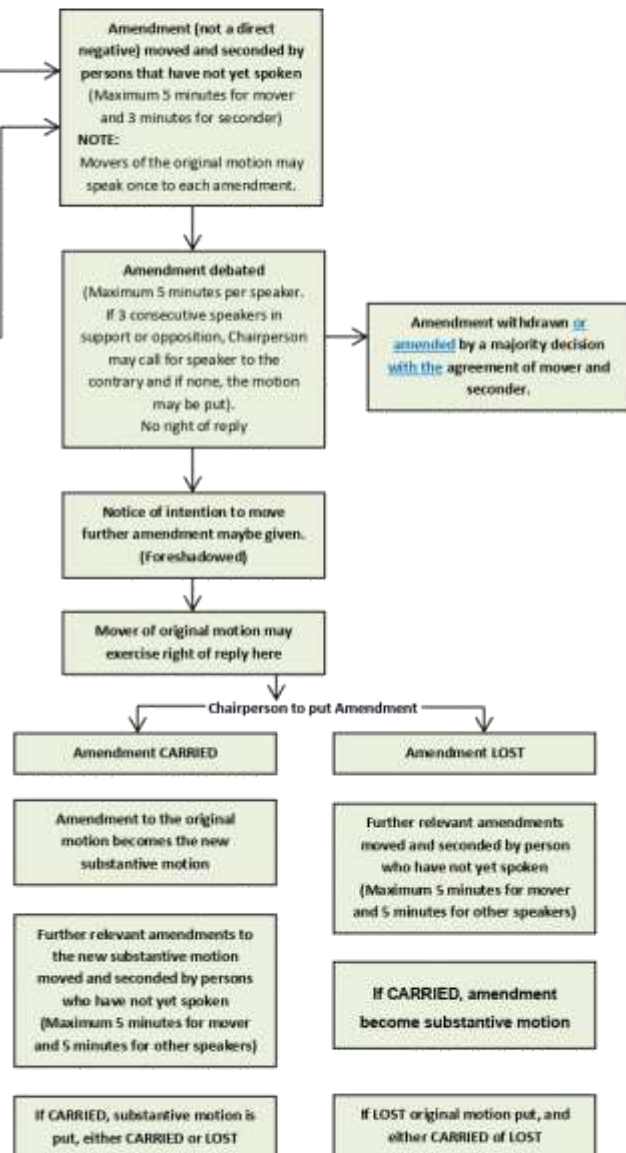 Amendment (not a direct
negative) moved and seconded by
persons that have not yet spoken
(Maximum 5 minutes for mover
and 3 minutes for seconder)
NOTE:
Movers of the original motion may
speak once to each amendment.
Amendment debated
(Maximum 5 minutes per speaker.
If 3 consecutive speakers in
support or opposition, Chairperson
may call for speaker to the
contrary and if none, the motion
may be put).
No right of reply
Amendment withdrawn or
amended by a majority decision
with the agreement of mover and
seconder.
Notice of intention to move
further amendment maybe given.
(Foreshadowed)
Mover of original motion may
exercise right of reply here
Chairperson to put Amendment
Amendment CARRIED
Amendment to the original
motion becomes the new
substantive motion
Further relevant amendments to
the new substantive motion
moved and seconded by persons
who have not yet spoken
(Maximum 5 minutes for mover
and 5 minutes for other speakers)
If CARRIED, substantive motion is
put, either CARRIED or LOST
Amendment LOST
Further relevant amendments
moved and seconded by person
who have not yet spoken
(Maximum 5 minutes for mover
and 5 minutes for other speakers)
If CARRIED, amendment
become substantive motion
If LOST original motion put, and
either CARRIED of LOST